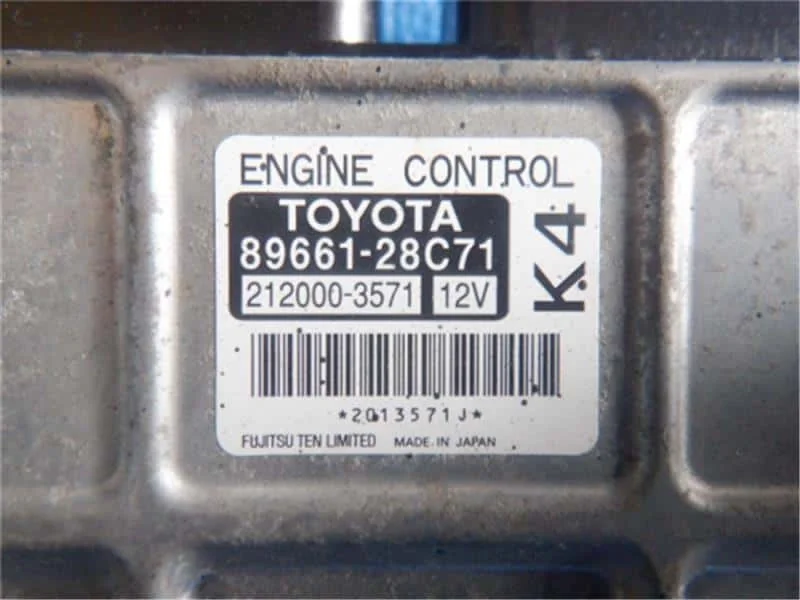 ENGINE CONTROL
TOYOTA
89661-28C71
212000-3571 12V
K4
*2013571J*
FUJITSU TEN LIMITED MADE IN JAPAN